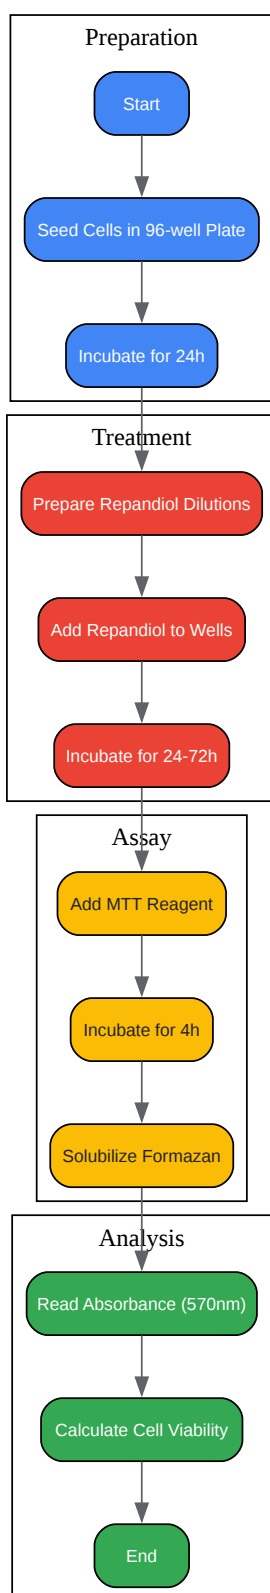 Preparation
Start
Seed Cells in 96-well Plate
Incubate for 24h
Treatment
Prepare Repandiol Dilutions
Add Repandiol to Wells
Incubate for 24-72h
Assay
Add MTT Reagent
Incubate for 4h
Solubilize Formazan
Analysis
Read Absorbance (570nm)
Calculate Cell Viability
End